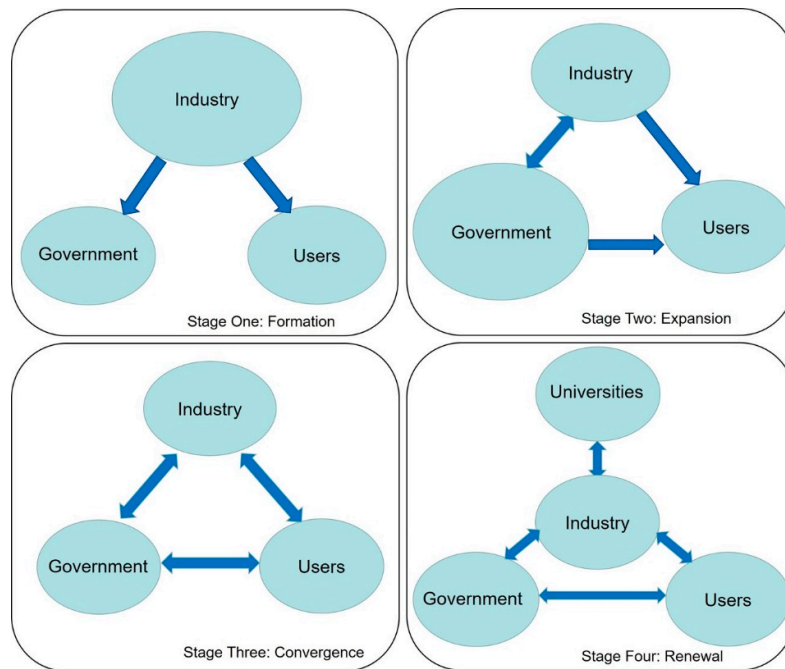 Industry
Government
Users
Stage One: Formation
Industry
Government
Users
Stage Two: Expansion
Industry
Government
Users
Stage Three: Convergence
Universities
Industry
Government
Users
Stage Four: Renewal